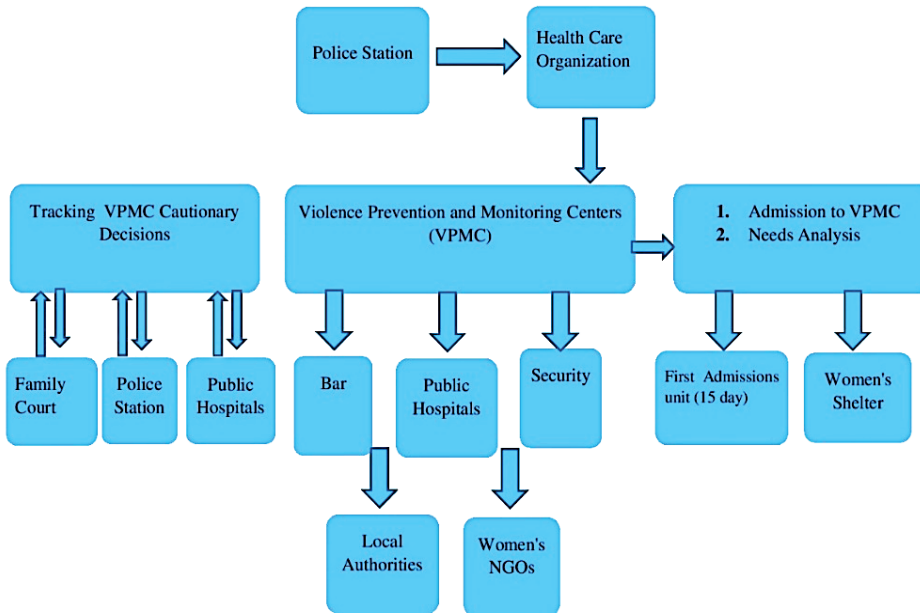 Police Station
Health Care
Organization
Tracking VPMC Cautionary
Decisions
Violence Prevention and Monitoring Centers
(VPMC)
1. Admission to VPMC
2. Needs Analysis
Family
Court
Police
Station
Public
Hospitals
Bar
Public
Hospitals
Security
First Admissions
unit (15 day)
Women's
Shelter
Local
Authorities
Women's
NGOs